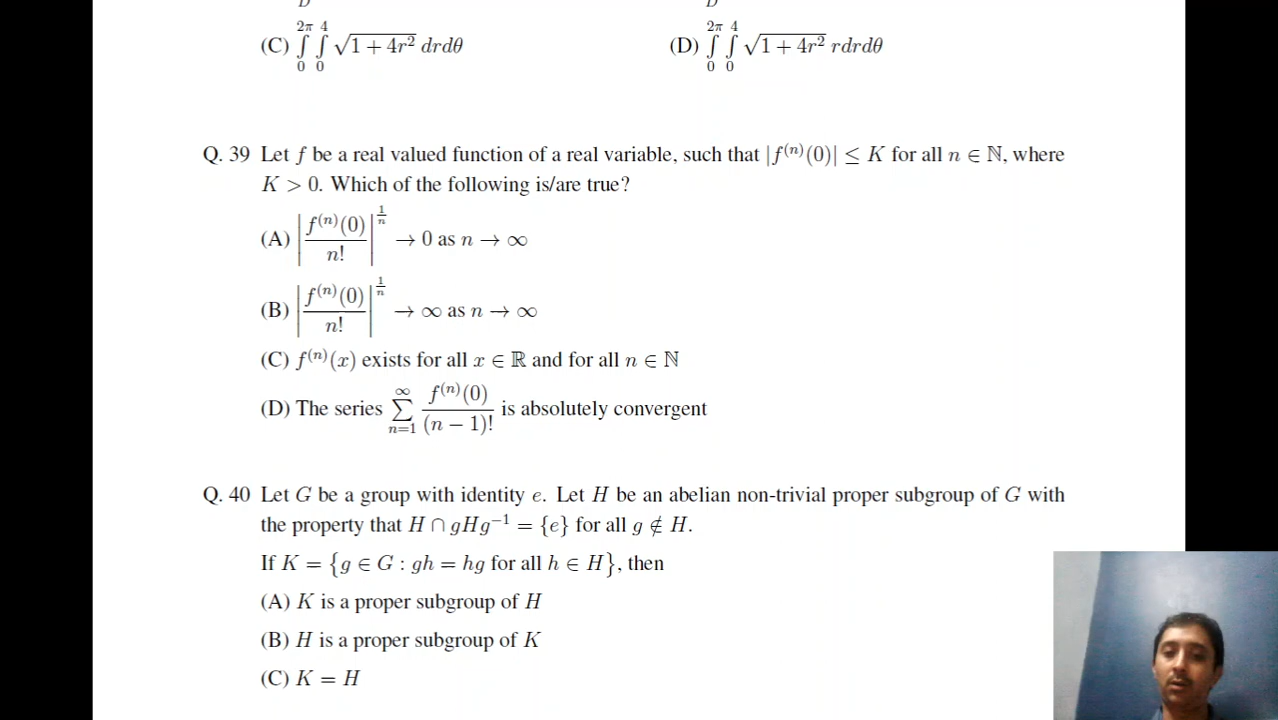 (C) ∫₀^{2π} ∫₀^{4} √(1 + 4r²) drdθ (D) ∫₀^{2π} ∫₀^{4} √(1 + 4r²) rdrdθ
Q. 39 Let f be a real valued function of a real variable, such that |f⁽ⁿ⁾(0)| ≤ K for all n ∈ ℕ, where
K > 0. Which of the following is/are true?
(A) |f⁽ⁿ⁾(0)/n!|^{1/n} → 0 as n → ∞
(B) |f⁽ⁿ⁾(0)/n!|^{1/n} → ∞ as n → ∞
(C) f⁽ⁿ⁾(x) exists for all x ∈ ℝ and for all n ∈ ℕ
(D) The series ∑_{n=1}^{∞} f⁽ⁿ⁾(0)/(n − 1)! is absolutely convergent
Q. 40 Let G be a group with identity e. Let H be an abelian non-trivial proper subgroup of G with
the property that H ∩ gHg⁻¹ = {e} for all g ∉ H.
If K = {g ∈ G : gh = hg for all h ∈ H}, then
(A) K is a proper subgroup of H
(B) H is a proper subgroup of K
(C) K = H